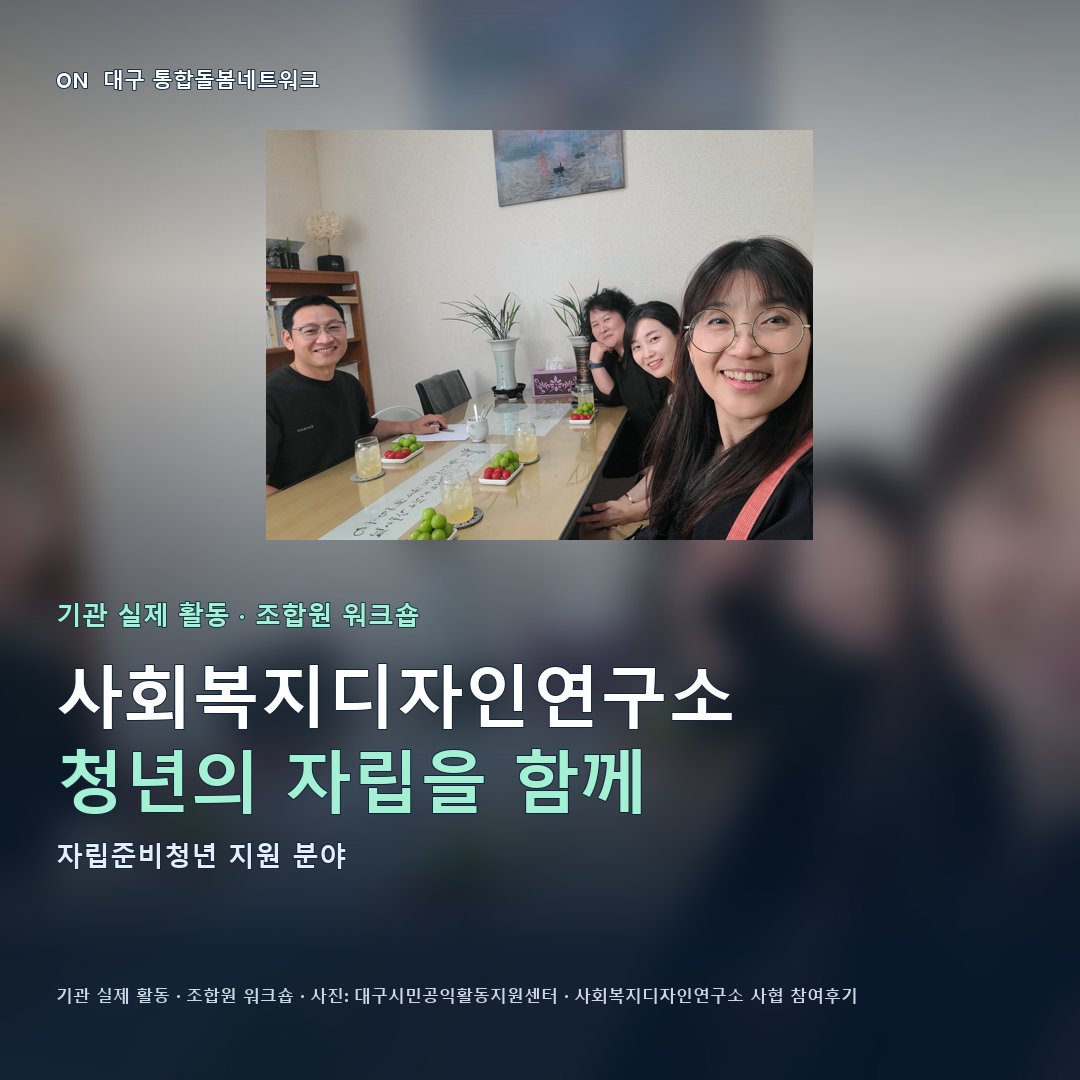 ON 대구 통합돌봄네트워크
기관 실제 활동 · 조합원 워크숍
사회복지디자인연구소
청년의 자립을 함께
자립준비청년 지원 분야
기관 실제 활동 · 조합원 워크숍 · 사진: 대구시민공익활동지원센터 · 사회복지디자인연구소 사협 참여후기